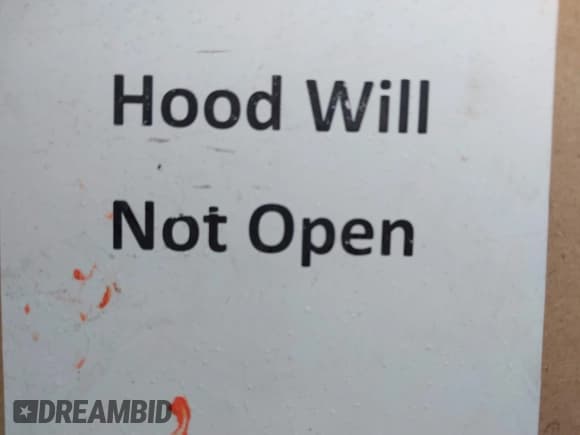 Hood Will
Not Open
DREAMBID